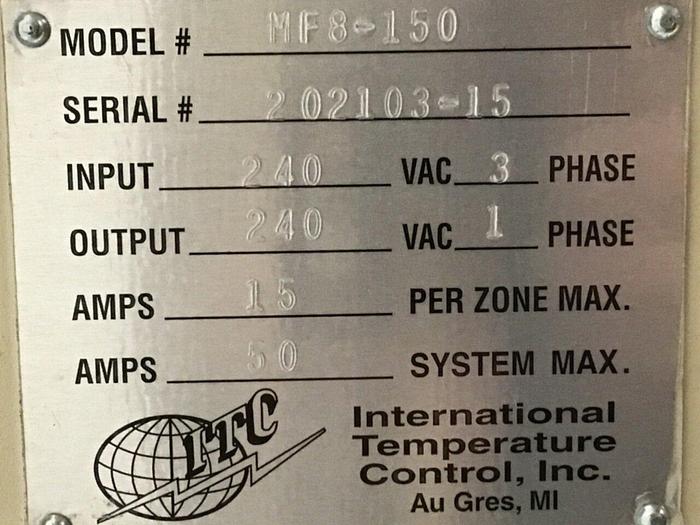 MODEL # MF8-150
SERIAL # 202103-15
INPUT 240 VAC 3 PHASE
OUTPUT 240 VAC 1 PHASE
AMPS 15 PER ZONE MAX.
AMPS 50 SYSTEM MAX.
ITC
International
Temperature
Control, Inc.
Au Gres, MI